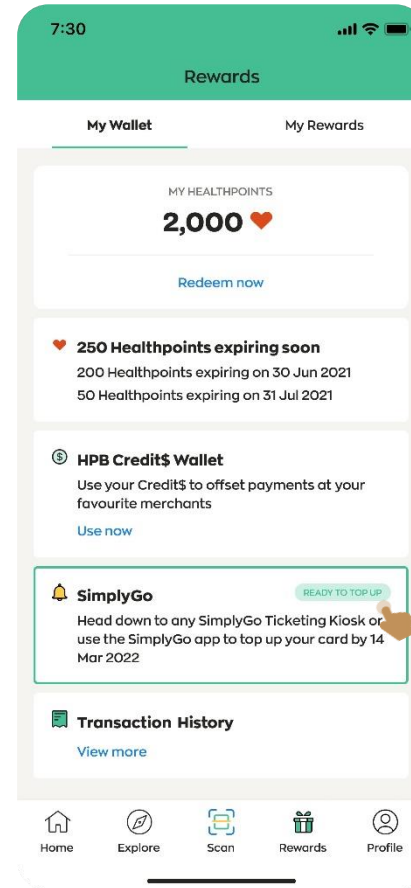 7:30
Rewards
My Wallet
My Rewards
MY HEALTHPOINTS
2,000
Redeem now
250 Healthpoints expiring soon
200 Healthpoints expiring on 30 Jun 2021
50 Healthpoints expiring on 31 Jul 2021
HPB Credit$ Wallet
Use your Credit$ to offset payments at your
favourite merchants
Use now
SimplyGo
READY TO TOP UP
Head down to any SimplyGo Ticketing Kiosk or
use the SimplyGo app to top up your card by 14
Mar 2022
Transaction History
View more
Home
Explore
Scan
Rewards
Profile